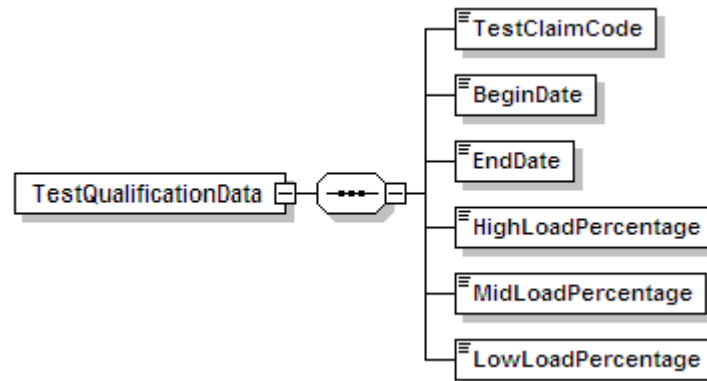 TestClaimCode
BeginDate
EndDate
TestQualificationData
HighLoadPercentage
MidLoadPercentage
LowLoadPercentage